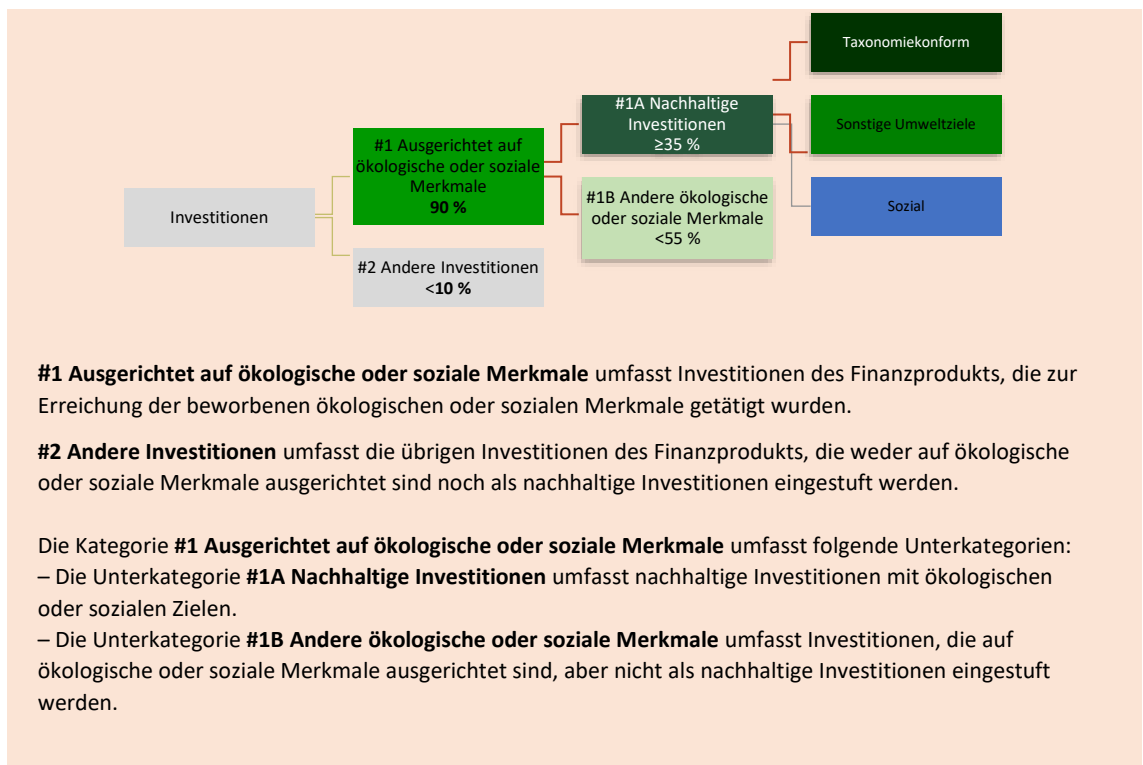 Taxonomiekonform
#1A Nachhaltige
Investitionen
≥35 %
Sonstige Umweltziele
#1 Ausgerichtet auf
ökologische oder soziale
Merkmale
90 %
#1B Andere ökologische
oder soziale Merkmale
<55 %
Sozial
Investitionen
#2 Andere Investitionen
<10 %
#1 Ausgerichtet auf ökologische oder soziale Merkmale umfasst Investitionen des Finanzprodukts, die zur
Erreichung der beworbenen ökologischen oder sozialen Merkmale getätigt wurden.
#2 Andere Investitionen umfasst die übrigen Investitionen des Finanzprodukts, die weder auf ökologische
oder soziale Merkmale ausgerichtet sind noch als nachhaltige Investitionen eingestuft werden.
Die Kategorie #1 Ausgerichtet auf ökologische oder soziale Merkmale umfasst folgende Unterkategorien:
– Die Unterkategorie #1A Nachhaltige Investitionen umfasst nachhaltige Investitionen mit ökologischen
oder sozialen Zielen.
– Die Unterkategorie #1B Andere ökologische oder soziale Merkmale umfasst Investitionen, die auf
ökologische oder soziale Merkmale ausgerichtet sind, aber nicht als nachhaltige Investitionen eingestuft
werden.